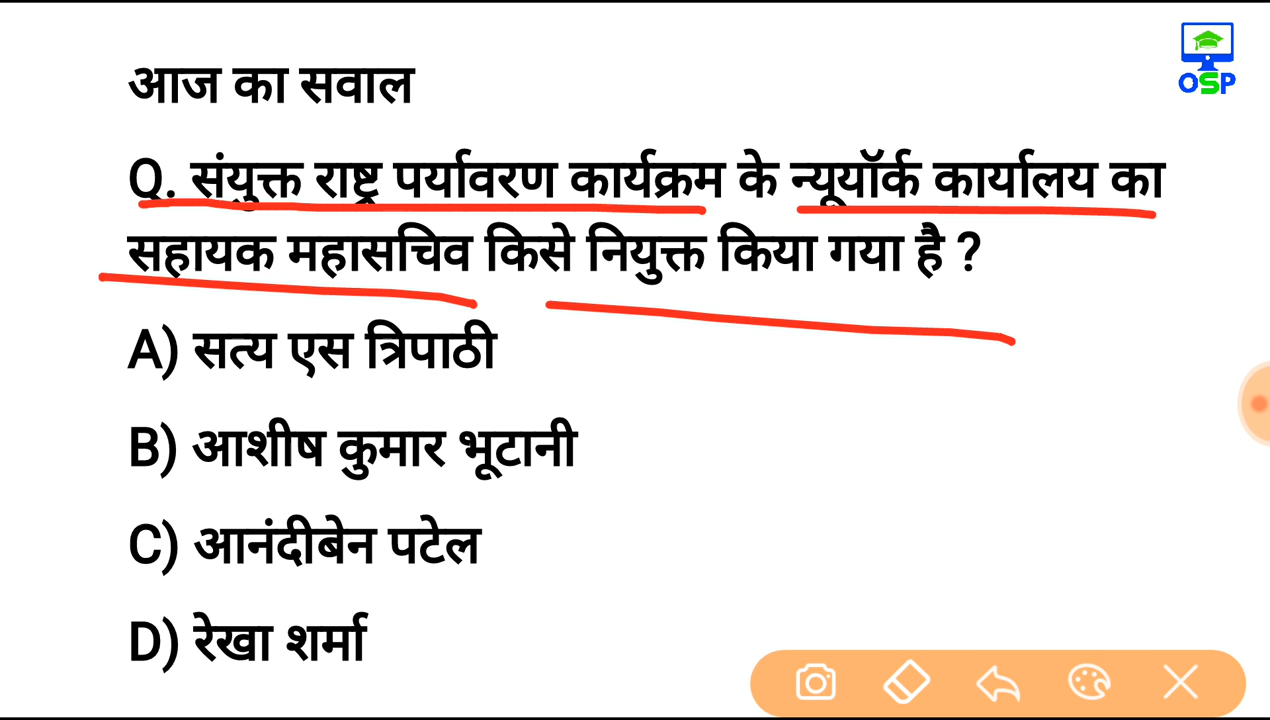 OSP
आज का सवाल
Q. संयुक्त राष्ट्र पर्यावरण कार्यक्रम के न्यूयॉर्क कार्यालय का
सहायक महासचिव किसे नियुक्त किया गया है ?
A) सत्य एस त्रिपाठी
B) आशीष कुमार भूटानी
C) आनंदीबेन पटेल
D) रेखा शर्मा